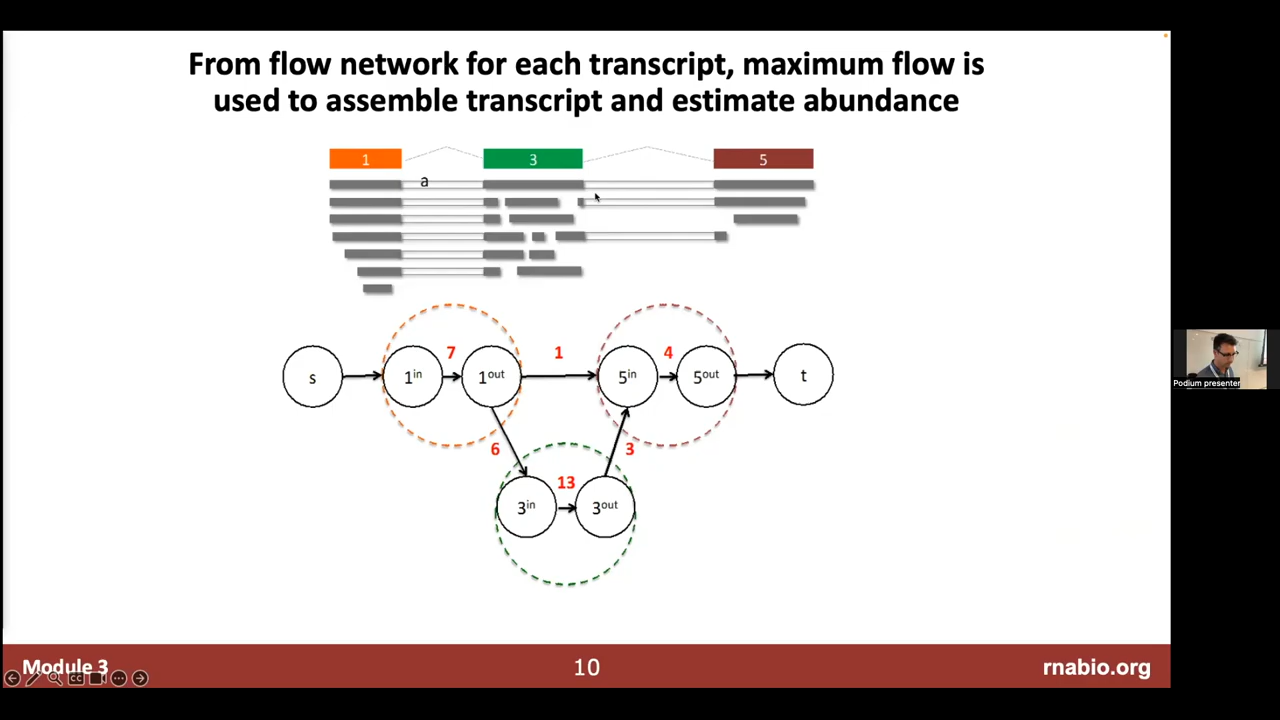 From flow network for each transcript, maximum flow is
used to assemble transcript and estimate abundance
1 3 5
a
7 1 4
s 1in 1out 5in 5out t
6 3
13
3in 3out
Podium presenter
Module 3 10 rnabio.org
CC